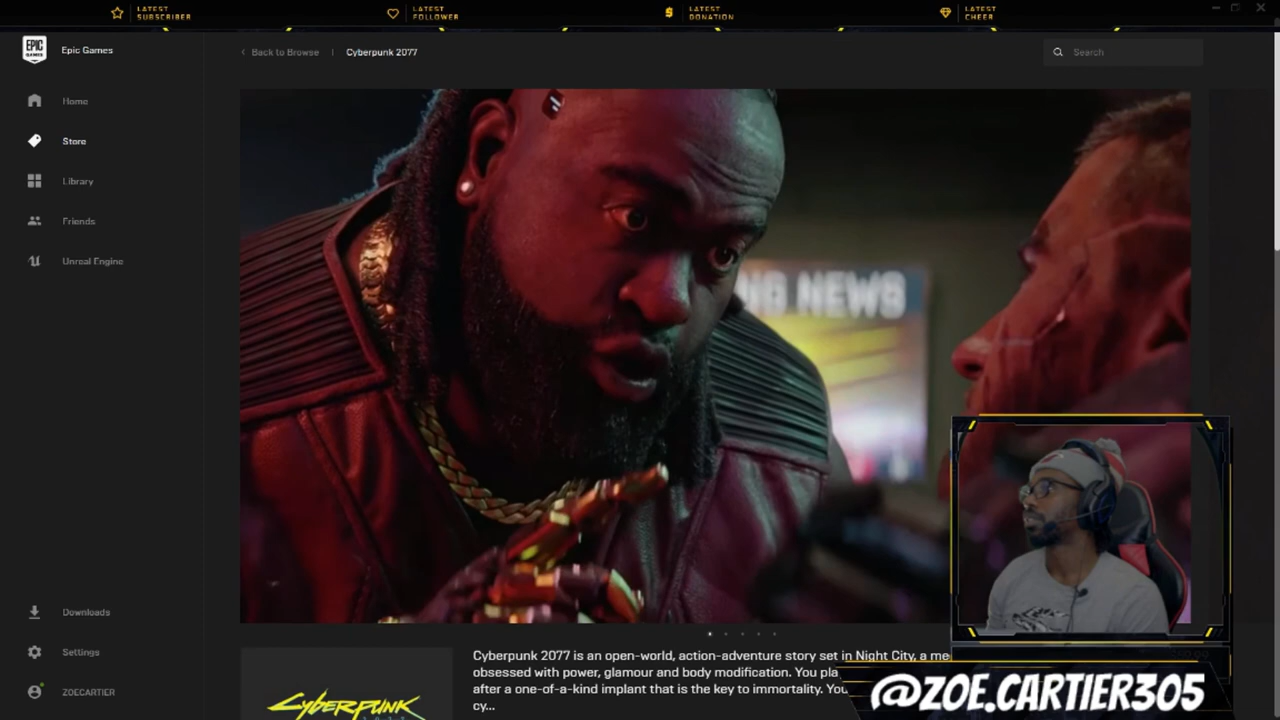 LATEST SUBSCRIBER
LATEST FOLLOWER
LATEST DONATION
LATEST CHEER
EPIC GAMES
Epic Games
Back to Browse
Cyberpunk 2077
Search
Home
Store
Library
Friends
Unreal Engine
NG NEWS
Downloads
Settings
ZOECARTIER
CYBERPUNK
Cyberpunk 2077 is an open-world, action-adventure story set in Night City, a me
obsessed with power, glamour and body modification. You pla
after a one-of-a-kind implant that is the key to immortality. You
cy...
@ZOE.CARTIER305